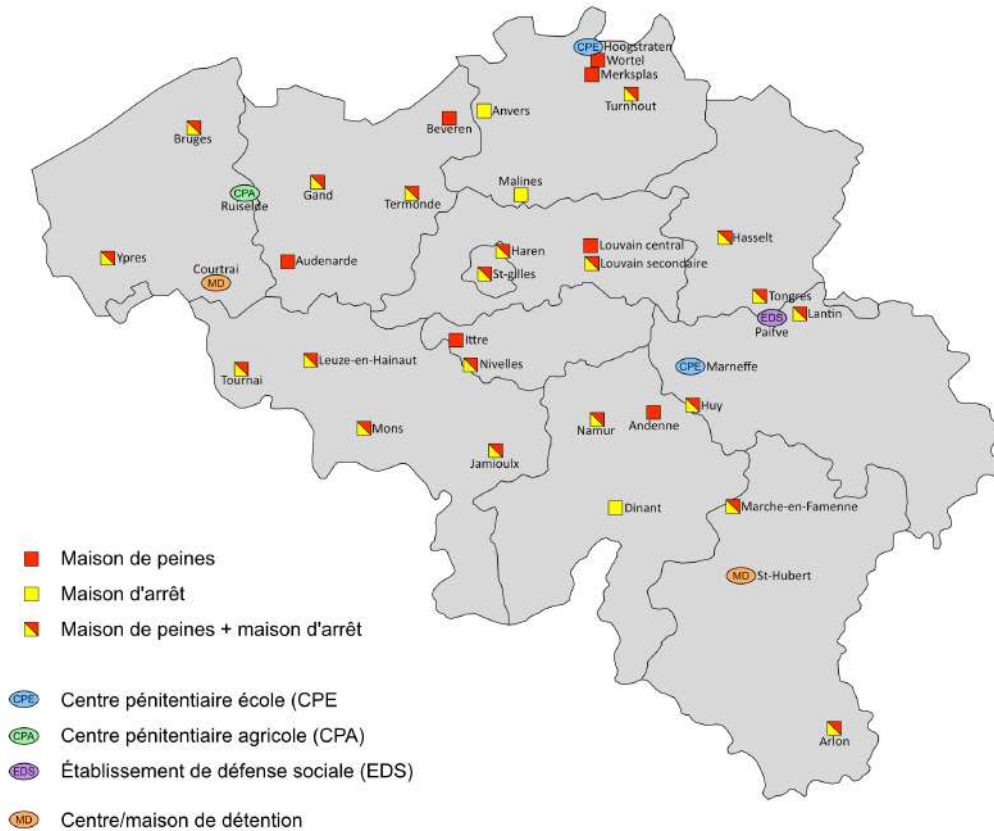 CPE Hoogstraten
Wortel
Merksplas
Turnhout
Anvers
Beveren
Bruges
Gand
CPA
Ruiselde
Termonde
Malines
Ypres
Courtrai
MD
Audenarde
Haren
St-gilles
Louvain central
Louvain secondaire
Hasselt
Tongres
Lantin
EDS
Paifve
Ittre
Nivelles
Leuze-en-Hainaut
Tournai
CPE Marneffe
Huy
Andenne
Namur
Mons
Jamioulx
Dinant
Marche-en-Famenne
MD St-Hubert
Arlon
Maison de peines
Maison d'arrêt
Maison de peines + maison d'arrêt
CPE Centre pénitentiaire école (CPE
CPA Centre pénitentiaire agricole (CPA)
EDS Établissement de défense sociale (EDS)
MD Centre/maison de détention